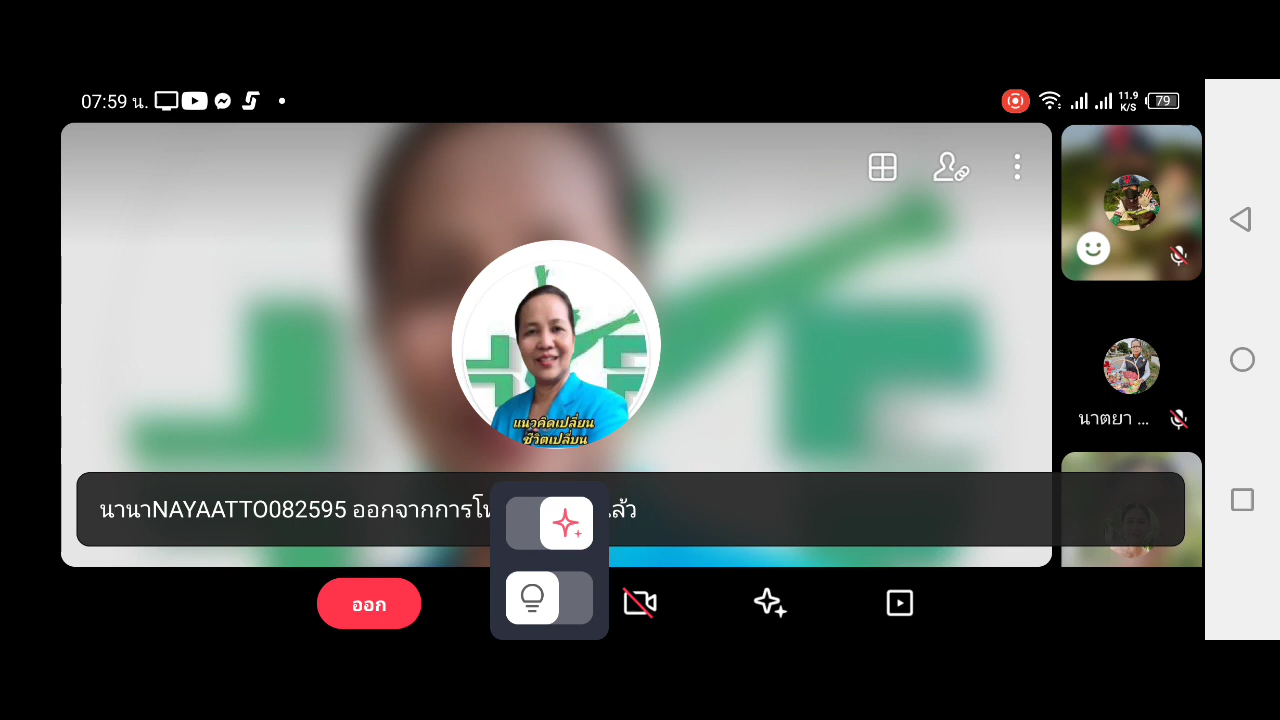 07:59 น.
11.9
K/S
79
แนวคิดเปลี่ยน
ชีวิตเปลี่ยน
นาตยา ...
นานาNAYAATTO082595 ออกจากการโท
ล้ว
ออก